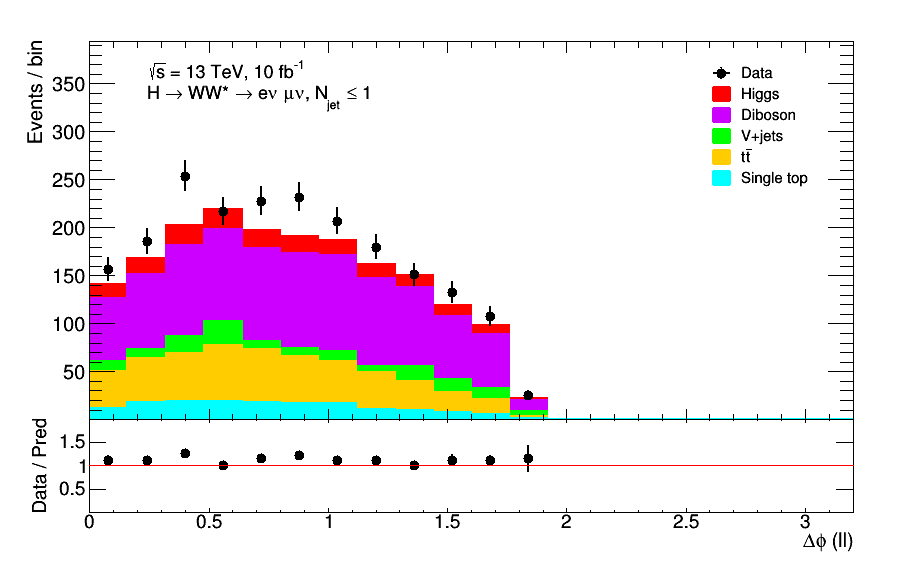 Events / bin
350
300
250
200
150
100
50
√s = 13 TeV, 10 fb⁻¹
H → WW* → eν μν, N_jet ≤ 1
Data
Higgs
Diboson
V+jets
tt̄
Single top
Data / Pred
1.5
1
0.5
0 0.5 1 1.5 2 2.5 3
Δϕ (ll)